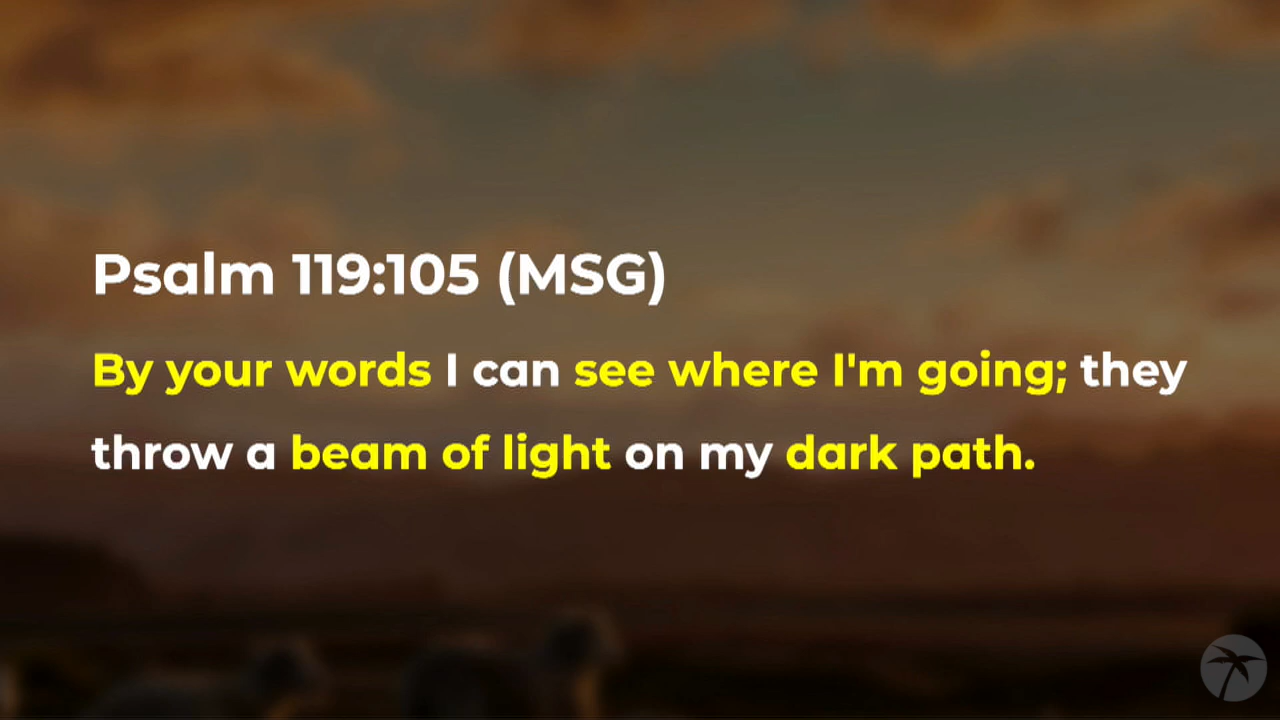 Psalm 119:105 (MSG)
By your words I can see where I'm going; they
throw a beam of light on my dark path.